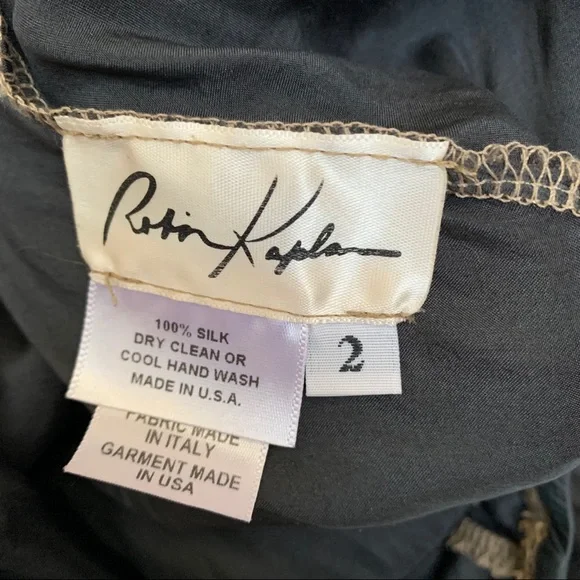 Robin Kaplan
100% SILK
DRY CLEAN OR
COOL HAND WASH
MADE IN U.S.A.
2
FABRIC MADE
IN ITALY
GARMENT MADE
IN USA